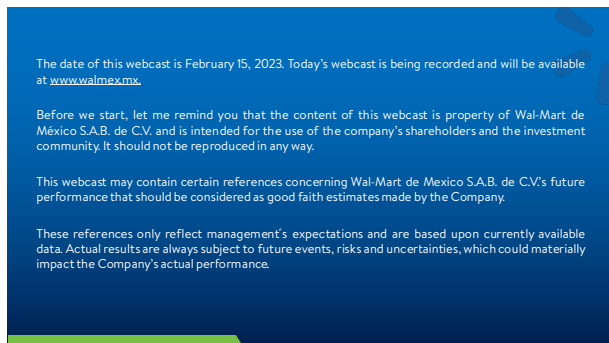 The date of this webcast is February 15, 2023. Today's webcast is being recorded and will be available
at www.walmex.mx.
Before we start, let me remind you that the content of this webcast is property of Wal-Mart de
México S.A.B. de C.V. and is intended for the use of the company's shareholders and the investment
community. It should not be reproduced in any way.
This webcast may contain certain references concerning Wal-Mart de Mexico S.A.B. de C.V.'s future
performance that should be considered as good faith estimates made by the Company.
These references only reflect management's expectations and are based upon currently available
data. Actual results are always subject to future events, risks and uncertainties, which could materially
impact the Company's actual performance.